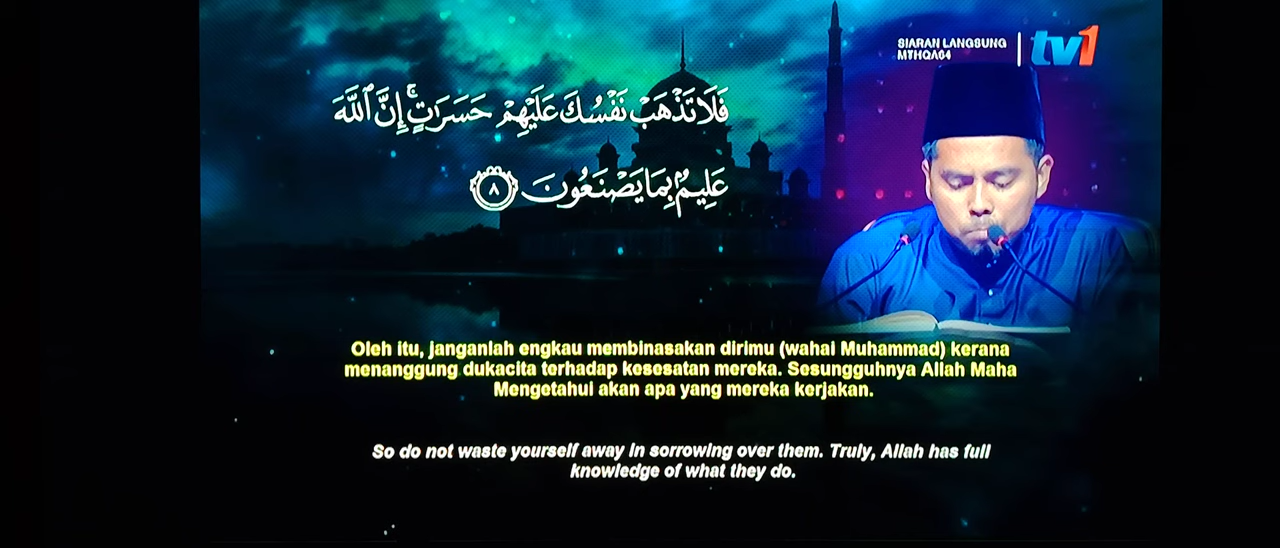 SIARAN LANGSUNG
MTHQA64
tv1
فَلَا تَذْهَبْ نَفْسُكَ عَلَيْهِمْ حَسَرَٰتٍ ۚ إِنَّ ٱللَّهَ
عَلِيمٌۢ بِمَا يَصْنَعُونَ ٨
Oleh itu, janganlah engkau membinasakan dirimu (wahai Muhammad) kerana
menanggung dukacita terhadap kesesatan mereka. Sesungguhnya Allah Maha
Mengetahui akan apa yang mereka kerjakan.
So do not waste yourself away in sorrowing over them. Truly, Allah has full
knowledge of what they do.